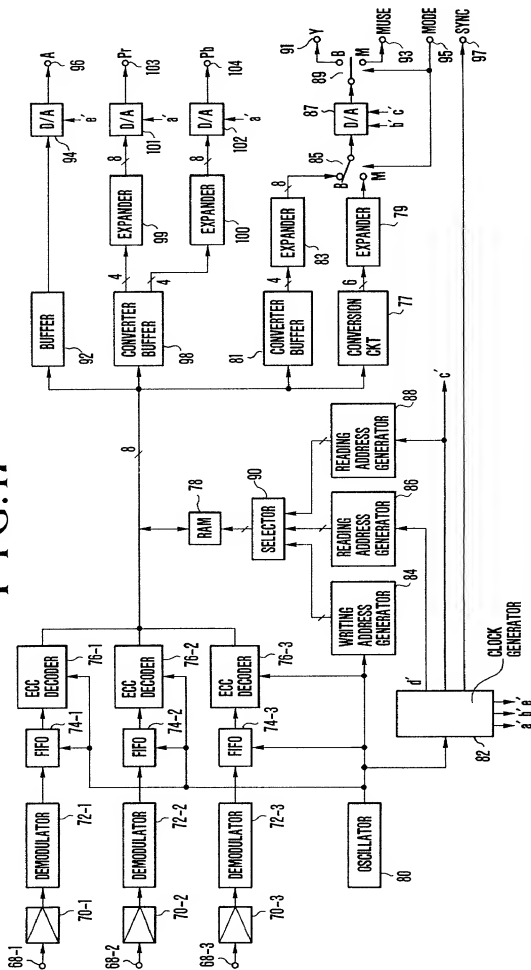 FIG.17
68-1
70-1
DEMODULATOR
72-1
FIFO
74-1
ECC DECODER
76-1
68-2
70-2
DEMODULATOR
72-2
FIFO
74-2
ECC DECODER
76-2
68-3
70-3
DEMODULATOR
72-3
FIFO
74-3
ECC DECODER
76-3
8
RAM
78
SELECTOR
90
OSCILLATOR
80
WRITING ADDRESS GENERATOR
84
READING ADDRESS GENERATOR
86
READING ADDRESS GENERATOR
88
d'
c'
82
CLOCK GENERATOR
a' b' e'
BUFFER
92
D/A
94
e'
A
96
CONVERTER BUFFER
98
4
4
EXPANDER
99
8
D/A
101
a'
Pr
103
EXPANDER
100
8
D/A
102
a'
Pb
104
CONVERTER BUFFER
81
4
EXPANDER
83
8
CONVERSION CKT
77
6
EXPANDER
79
B
M
85
D/A
87
b' c'
89
B
M
Y
91
MUSE
93
MODE
95
SYNC
97